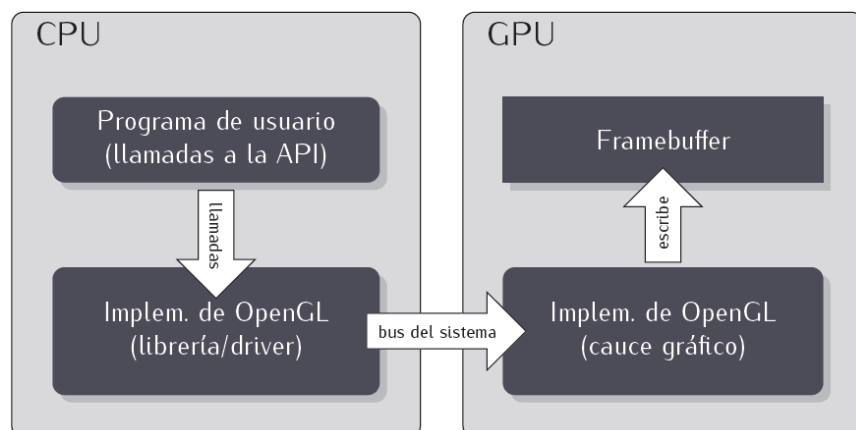 CPU
Programa de usuario
(llamadas a la API)
llamadas
Implem. de OpenGL
(librería/driver)
bus del sistema
GPU
Framebuffer
escribe
Implem. de OpenGL
(cauce gráfico)